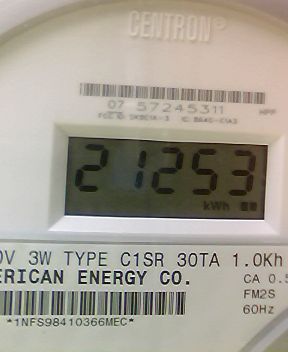 CENTRON®
07 57245311 HPP
21253
kWh
0V 3W TYPE C1SR 30TA 1.0Kh
ERICAN ENERGY CO. CA 0.5
FM2S
*1NFS98410366MEC* 60Hz